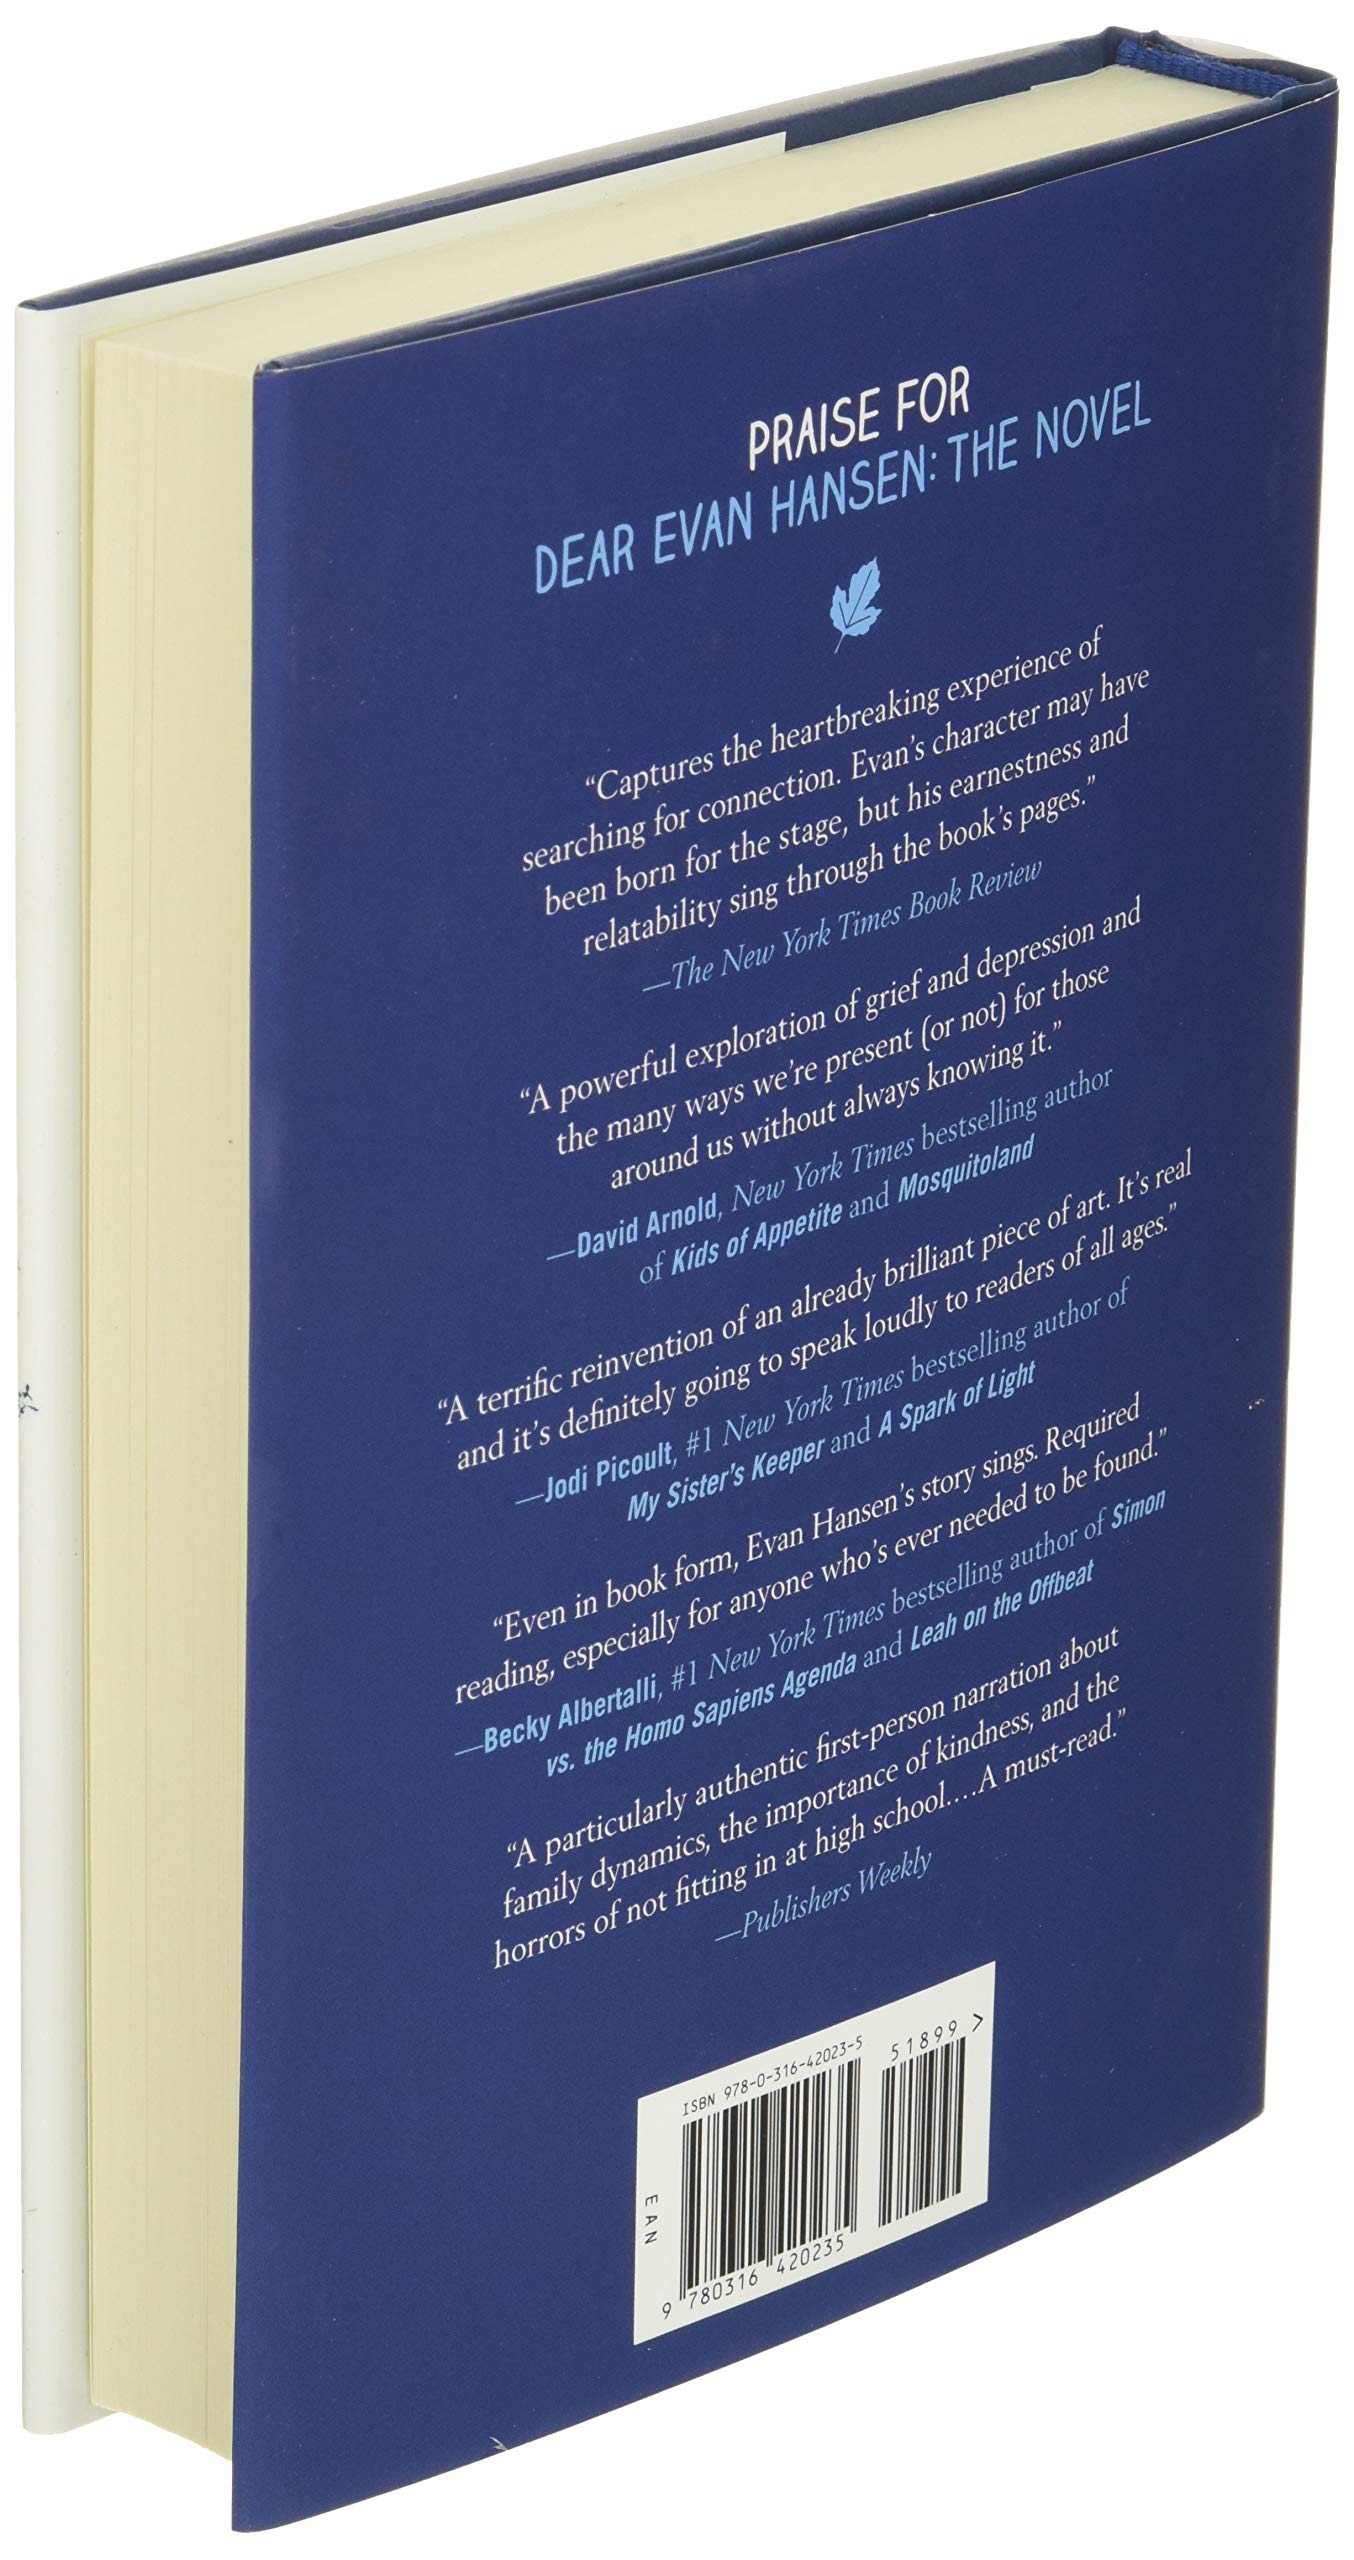 PRAISE FOR
DEAR EVAN HANSEN: THE NOVEL
“Captures the heartbreaking experience of
searching for connection. Evan’s character may have
been born for the stage, but his earnestness and
relatability sing through the book’s pages.”
—The New York Times Book Review
“A powerful exploration of grief and depression and
the many ways we’re present (or not) for those
around us without always knowing it.”
—David Arnold, New York Times bestselling author
of Kids of Appetite and Mosquitoland
“A terrific reinvention of an already brilliant piece of art. It’s real
and it’s definitely going to speak loudly to readers of all ages.”
—Jodi Picoult, #1 New York Times bestselling author of
My Sister’s Keeper and A Spark of Light
“Even in book form, Evan Hansen’s story sings. Required
reading, especially for anyone who’s ever needed to be found.”
—Becky Albertalli, #1 New York Times bestselling author of Simon
vs. the Homo Sapiens Agenda and Leah on the Offbeat
“A particularly authentic first-person narration about
family dynamics, the importance of kindness, and the
horrors of not fitting in at high school....A must-read.”
—Publishers Weekly
ISBN 978-0-316-42023-5
51899 >
EAN
9 780316 420235